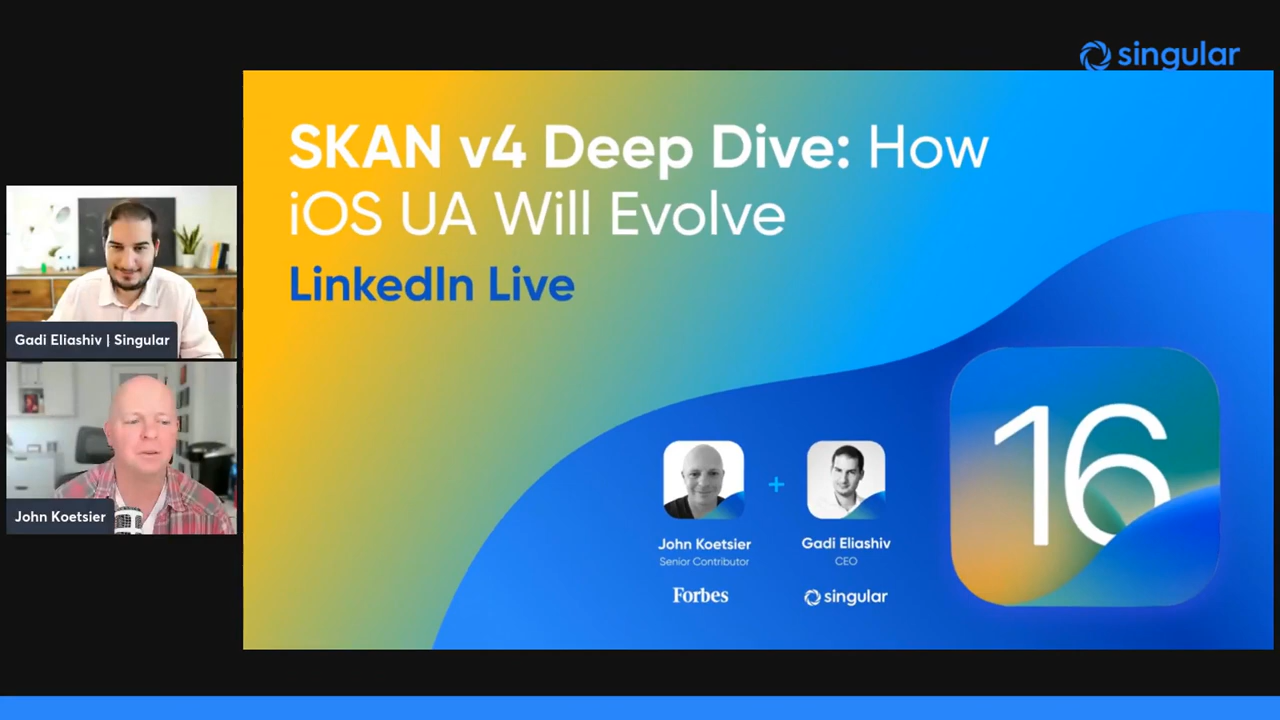 singular
SKAN v4 Deep Dive: How
iOS UA Will Evolve
LinkedIn Live
Gadi Eliashiv | Singular
John Koetsier
16
+
John Koetsier
Senior Contributor
Forbes
Gadi Eliashiv
CEO
singular